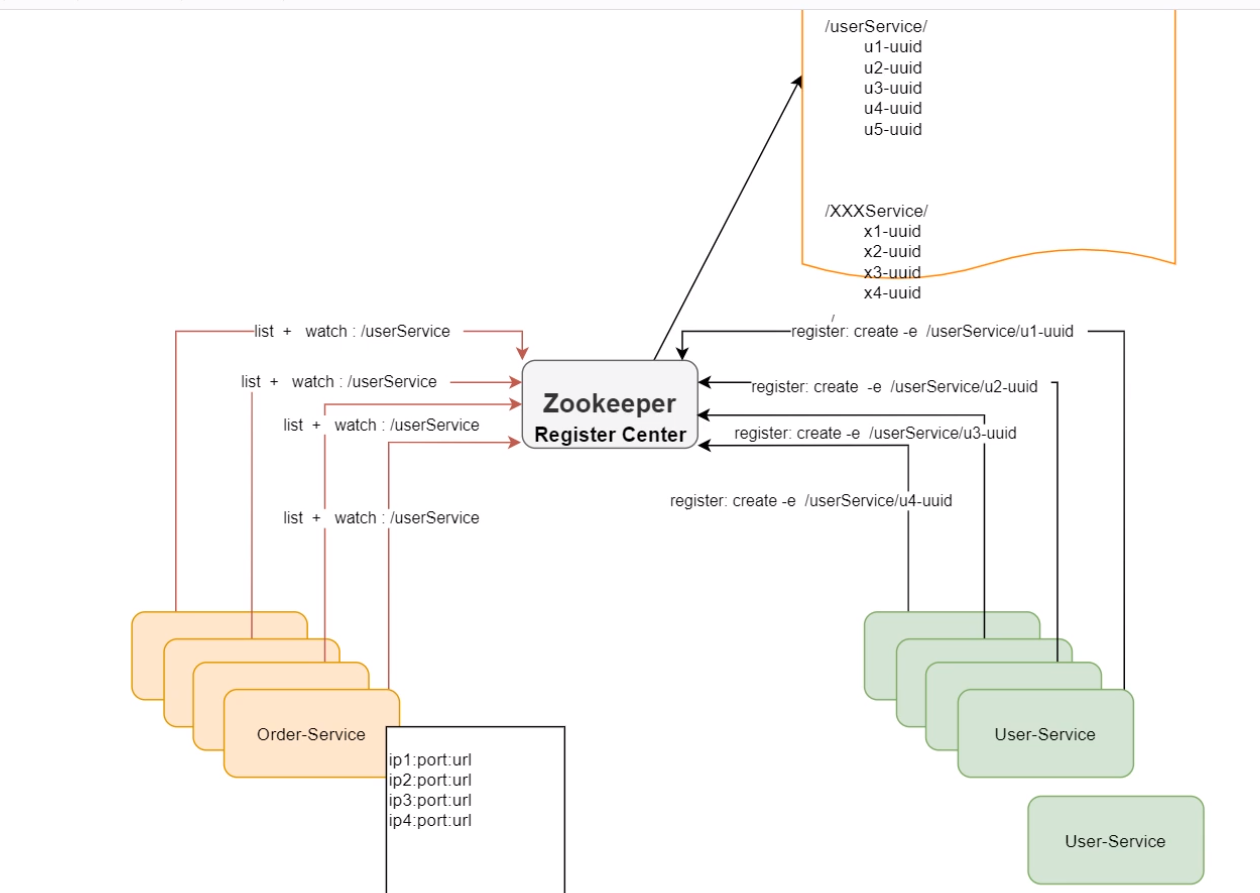 /userService/
u1-uuid
u2-uuid
u3-uuid
u4-uuid
u5-uuid
/XXXService/
x1-uuid
x2-uuid
x3-uuid
x4-uuid
/
list + watch : /userService
register: create -e /userService/u1-uuid
list + watch : /userService
register: create -e /userService/u2-uuid
Zookeeper
Register Center
list + watch : /userService
register: create -e /userService/u3-uuid
register: create -e /userService/u4-uuid
list + watch : /userService
Order-Service
User-Service
ip1:port:url
ip2:port:url
ip3:port:url
ip4:port:url
User-Service